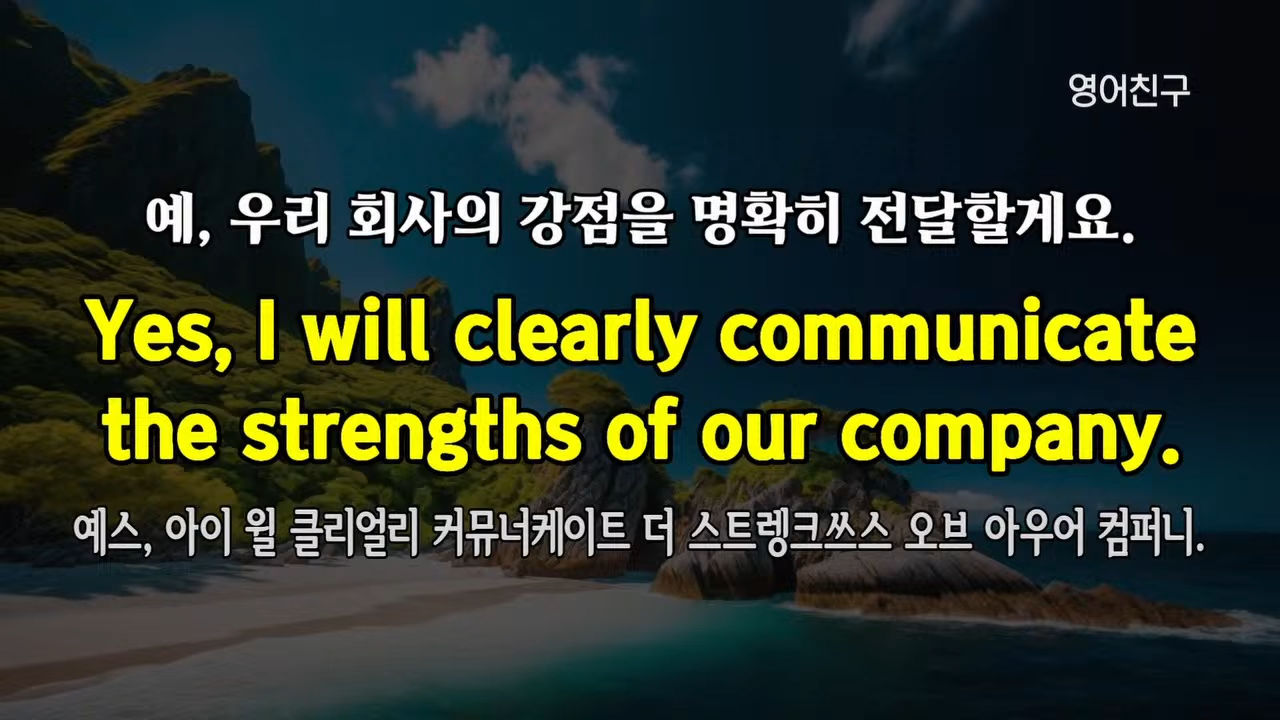 영어친구
예, 우리 회사의 강점을 명확히 전달할게요.
Yes, I will clearly communicate
the strengths of our company.
예스, 아이 윌 클리얼리 커뮤너케이트 더 스트렝크쓰스 오브 아우어 컴퍼니.